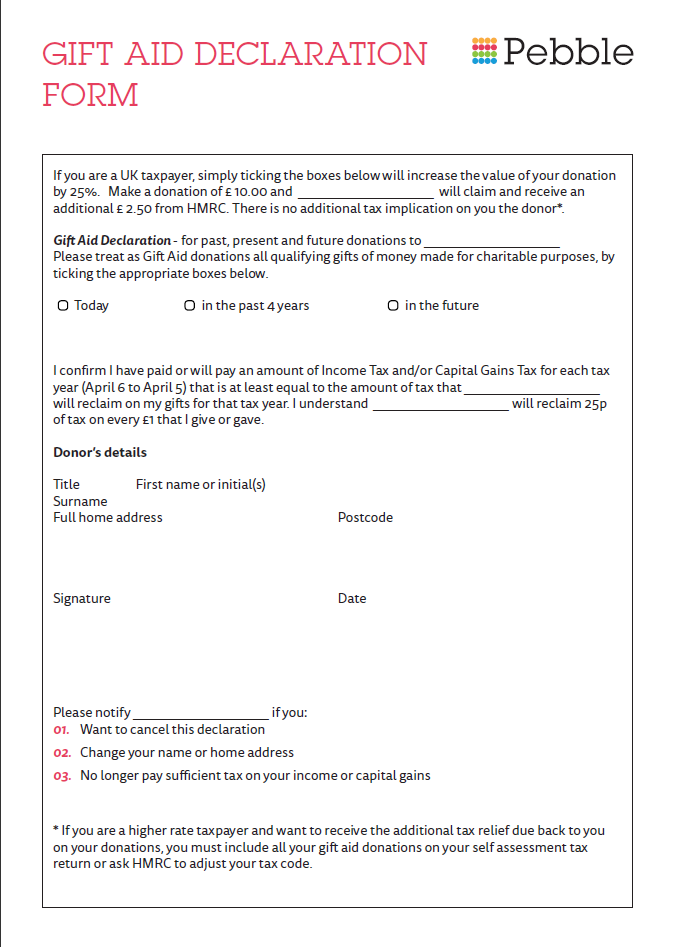 GIFT AID DECLARATION
FORM
Pebble
If you are a UK taxpayer, simply ticking the boxes below will increase the value of your donation
by 25%. Make a donation of £ 10.00 and ____________________ will claim and receive an
additional £ 2.50 from HMRC. There is no additional tax implication on you the donor*.
Gift Aid Declaration - for past, present and future donations to ____________________
Please treat as Gift Aid donations all qualifying gifts of money made for charitable purposes, by
ticking the appropriate boxes below.
Today in the past 4 years in the future
I confirm I have paid or will pay an amount of Income Tax and/or Capital Gains Tax for each tax
year (April 6 to April 5) that is at least equal to the amount of tax that ____________________
will reclaim on my gifts for that tax year. I understand ____________________ will reclaim 25p
of tax on every £1 that I give or gave.
Donor's details
Title First name or initial(s)
Surname
Full home address Postcode
Signature Date
Please notify ____________________ if you:
01. Want to cancel this declaration
02. Change your name or home address
03. No longer pay sufficient tax on your income or capital gains
* If you are a higher rate taxpayer and want to receive the additional tax relief due back to you
on your donations, you must include all your gift aid donations on your self assessment tax
return or ask HMRC to adjust your tax code.